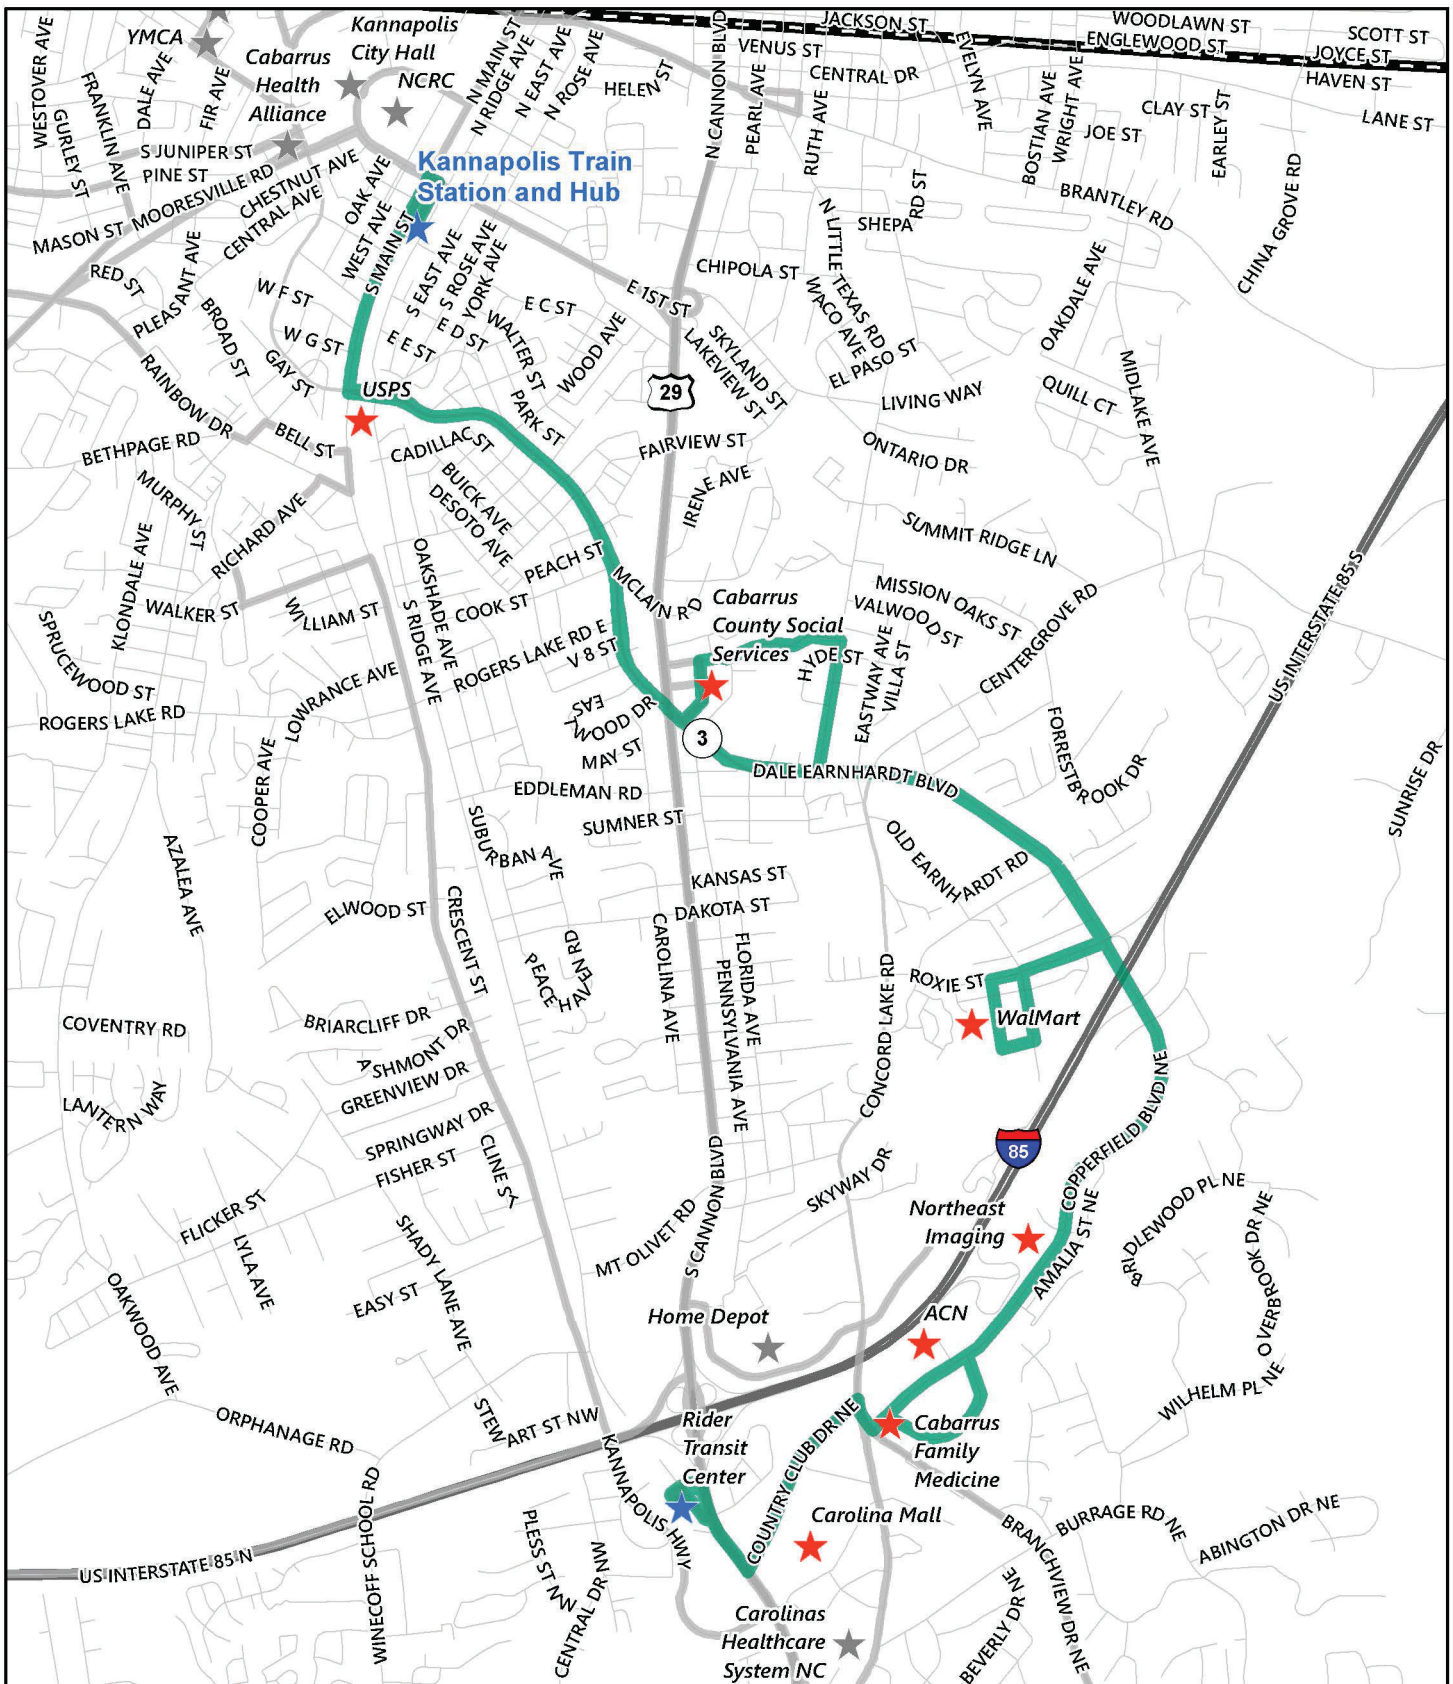 JACKSON ST
WOODLAWN ST
SCOTT ST
ENGLEWOOD ST
JOYCE ST
HAVEN ST
LANE ST
YMCA
Kannapolis
City Hall
Cabarrus
Health
Alliance
NCRC
N MAIN ST
N RIDGE AVE
N EAST AVE
N ROSE AVE
HELEN ST
N CANNON BLVD
VENUS ST
CENTRAL DR
PEARL AVE
RUTH AVE
EVELYN AVE
BOSTIAN AVE
WRIGHT AVE
CLAY ST
JOE ST
EARLEY ST
BRANTLEY RD
CHINA GROVE RD
WESTOVER AVE
GURLEY ST
FRANKLIN AVE
DALE AVE
FIR AVE
S JUNIPER ST
PINE ST
MOORESVILLE RD
MASON ST
CHESTNUT AVE
CENTRAL AVE
OAK AVE
WEST AVE
S MAIN ST
Kannapolis Train
Station and Hub
S EAST AVE
S ROSE AVE
YORK AVE
E C ST
E D ST
E E ST
WALTER ST
WOOD AVE
E 1ST ST
CHIPOLA ST
SHEPA
RD ST
N LITTLE TEXAS RD
WACO AVE
EL PASO ST
OAKDALE AVE
SKYLAND ST
LAKEVIEW ST
LIVING WAY
QUILL CT
MIDLAKE AVE
RED ST
PLEASANT AVE
BROAD ST
W F ST
W G ST
GAY ST
RAINBOW DR
BELL ST
BETHPAGE RD
MURPHY ST
RICHARD AVE
KLONDALE AVE
WALKER ST
WILLIAM ST
USPS
CADILLAC ST
PARK ST
BUICK AVE
DESOTO AVE
29
FAIRVIEW ST
IRENE AVE
ONTARIO DR
SUMMIT RIDGE LN
PEACH ST
MCLAIN RD
COOK ST
OAKSHADE AVE
S RIDGE AVE
ROGERS LAKE RD E
V 8 ST
Cabarrus
County Social
Services
HYDE ST
MISSION OAKS ST
VALWOOD ST
EASTWAY AVE
VILLA ST
CENTERGROVE RD
US INTERSTATE 85 S
SPRUCEWOOD ST
ROGERS LAKE RD
LOWRANCE AVE
COOPER AVE
EASTWOOD DR
MAY ST
3
EDDLEMAN RD
SUMNER ST
DALE EARNHARDT BLVD
FORRESTBROOK DR
SUNRISE DR
OLD EARNHARDT RD
SUBURBAN AVE
KANSAS ST
DAKOTA ST
AZALEA AVE
ELWOOD ST
CRESCENT ST
CAROLINA AVE
FLORIDA AVE
PENNSYLVANIA AVE
PEACE HAVEN RD
ROXIE ST
WalMart
CONCORD LAKE RD
COVENTRY RD
BRIARCLIFF DR
ASHMONT DR
GREENVIEW DR
LANTERN WAY
SPRINGWAY DR
FISHER ST
CLINE ST
COPPERFIELD BLVD NE
85
S CANNON BLVD
SKYWAY DR
Northeast
Imaging
AMALIA ST NE
BRIDLEWOOD PL NE
OVERBROOK DR NE
FLICKER ST
LYLA AVE
SHADY LANE AVE
EASY ST
MT OLIVET RD
Home Depot
ACN
OAKWOOD AVE
WILHELM PL NE
ORPHANAGE RD
STEWART ST NW
Rider
Transit
Center
COUNTRY CLUB DR NE
Cabarrus
Family
Medicine
KANNAPOLIS HWY
Carolina Mall
BRANCHVIEW DR NE
BURRAGE RD NE
ABINGTON DR NE
US INTERSTATE 85 N
WINECOFF SCHOOL RD
PLESS ST NW
CENTRAL DR NW
BEVERLY DR NE
Carolinas
Healthcare
System NC